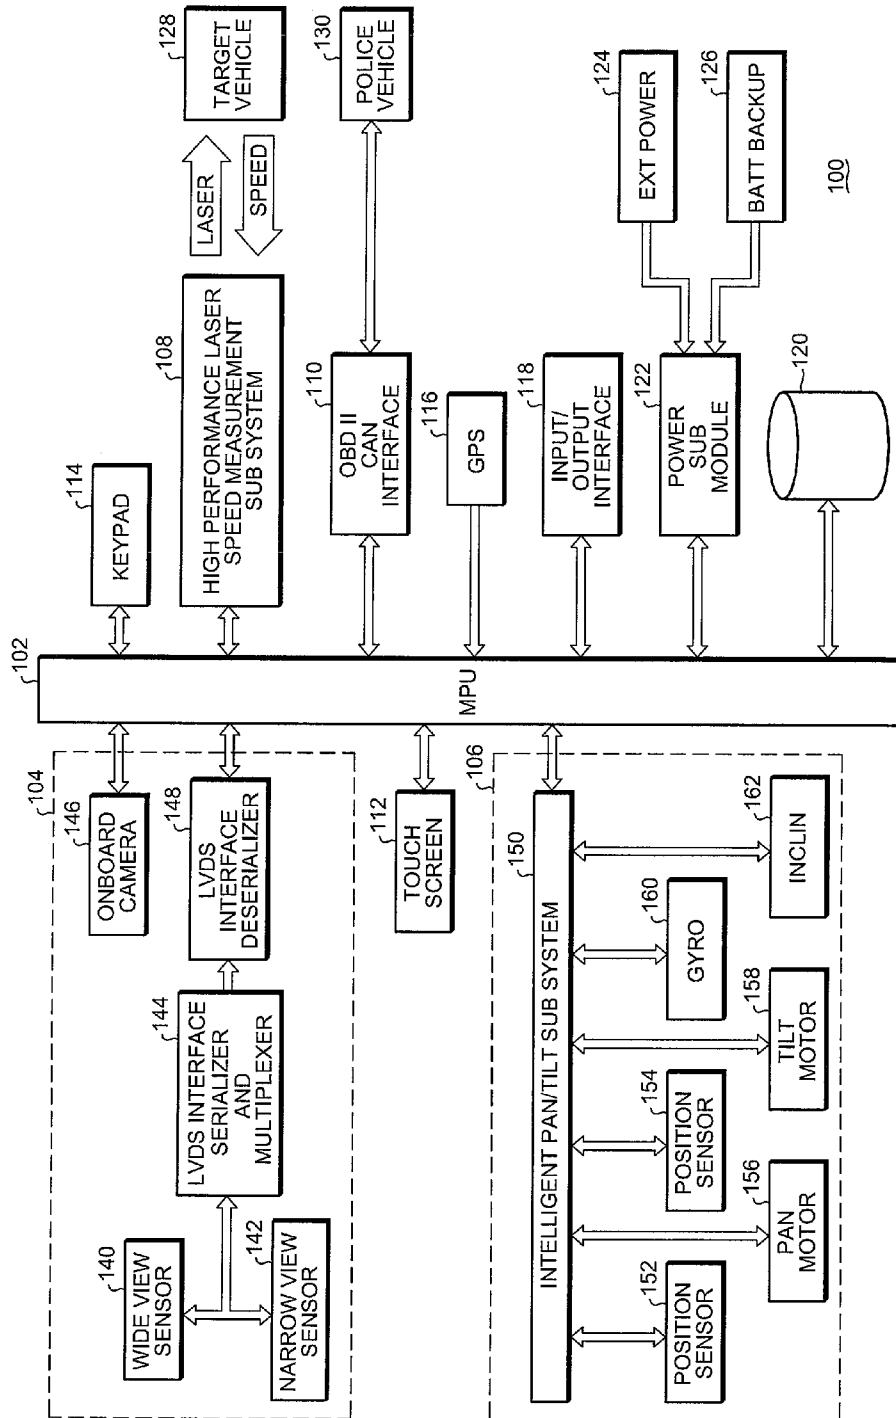 128
TARGET
VEHICLE
LASER
SPEED
130
POLICE
VEHICLE
124
EXT POWER
126
BATT BACKUP
100
114
KEYPAD
108
HIGH PERFORMANCE LASER
SPEED MEASUREMENT
SUB SYSTEM
110
OBD II
CAN
INTERFACE
116
GPS
118
INPUT/
OUTPUT
INTERFACE
122
POWER
SUB
MODULE
120
102
MPU
104
146
ONBOARD
CAMERA
148
LVDS
INTERFACE
DESERIALIZER
144
LVDS INTERFACE
SERIALIZER
AND
MULTIPLEXER
140
WIDE VIEW
SENSOR
142
NARROW VIEW
SENSOR
112
TOUCH
SCREEN
106
150
INTELLIGENT PAN/TILT SUB SYSTEM
162
INCLIN
160
GYRO
158
TILT
MOTOR
154
POSITION
SENSOR
156
PAN
MOTOR
152
POSITION
SENSOR